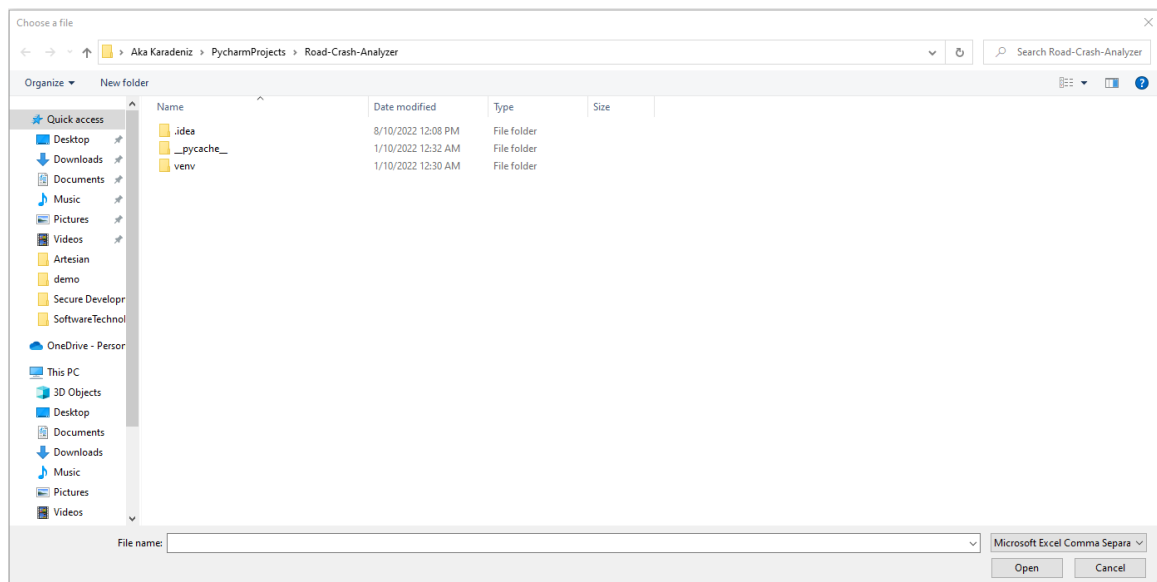 Choose a file
Aka Karadeniz > PycharmProjects > Road-Crash-Analyzer
Search Road-Crash-Analyzer
Organize
New folder
Name
Date modified
Type
Size
.idea 8/10/2022 12:08 PM File folder
__pycache__ 1/10/2022 12:32 AM File folder
venv 1/10/2022 12:30 AM File folder
Quick access
Desktop
Downloads
Documents
Music
Pictures
Videos
Artesian
demo
Secure Developr
SoftwareTechnol
OneDrive - Person
This PC
3D Objects
Desktop
Documents
Downloads
Music
Pictures
Videos
File name:
Microsoft Excel Comma Separa
Open
Cancel